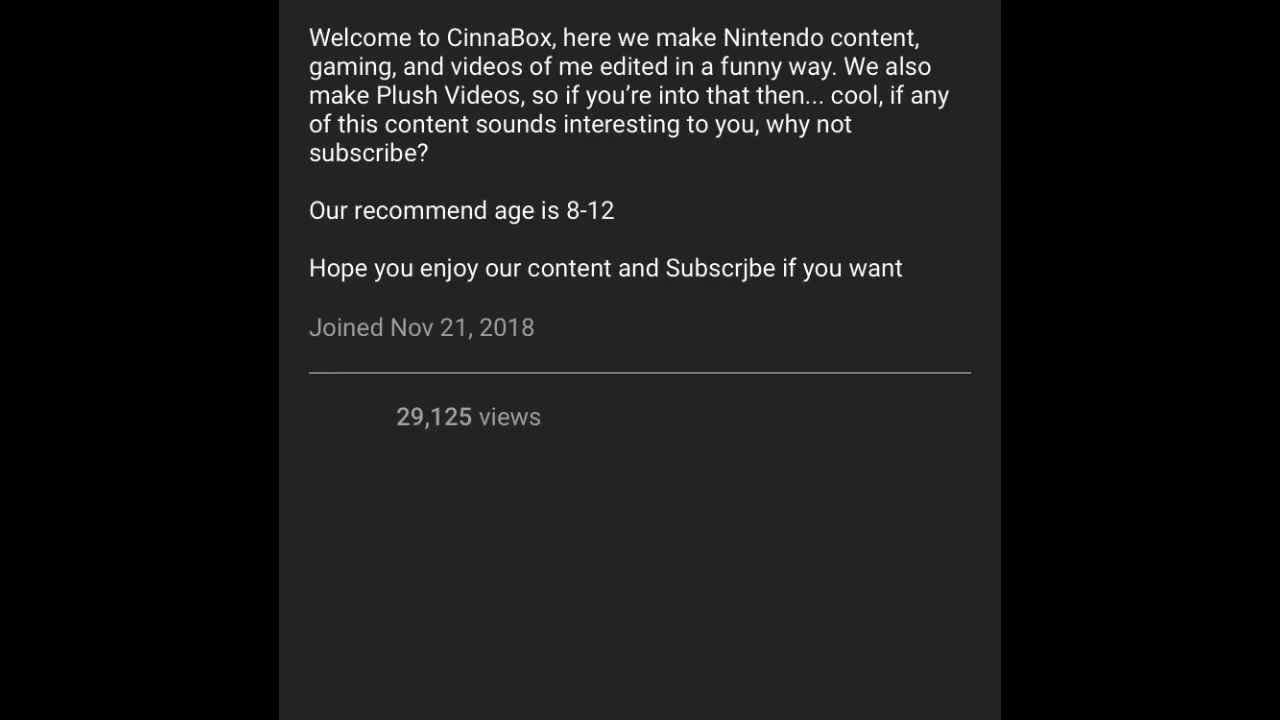 Welcome to CinnaBox, here we make Nintendo content,
gaming, and videos of me edited in a funny way. We also
make Plush Videos, so if you’re into that then... cool, if any
of this content sounds interesting to you, why not
subscribe?
Our recommend age is 8-12
Hope you enjoy our content and Subscrjbe if you want
Joined Nov 21, 2018
29,125 views